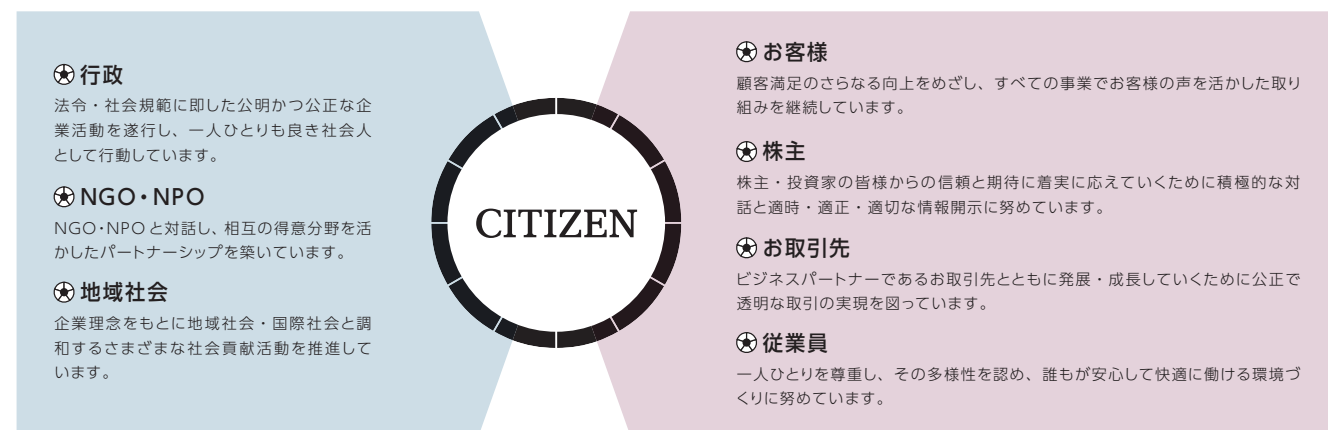 行政
法令・社会規範に即した公明かつ公正な企
業活動を遂行し、一人ひとりも良き社会人
として行動しています。
NGO・NPO
NGO・NPOと対話し、相互の得意分野を活
かしたパートナーシップを築いています。
地域社会
企業理念をもとに地域社会・国際社会と調
和するさまざまな社会貢献活動を推進して
います。
CITIZEN
お客様
顧客満足のさらなる向上をめざし、すべての事業でお客様の声を活かした取り
組みを継続しています。
株主
株主・投資家の皆様からの信頼と期待に着実に応えていくために積極的な対
話と適時・適正・適切な情報開示に努めています。
お取引先
ビジネスパートナーであるお取引先とともに発展・成長していくために公正で
透明な取引の実現を図っています。
従業員
一人ひとりを尊重し、その多様性を認め、誰もが安心して快適に働ける環境づ
くりに努めています。